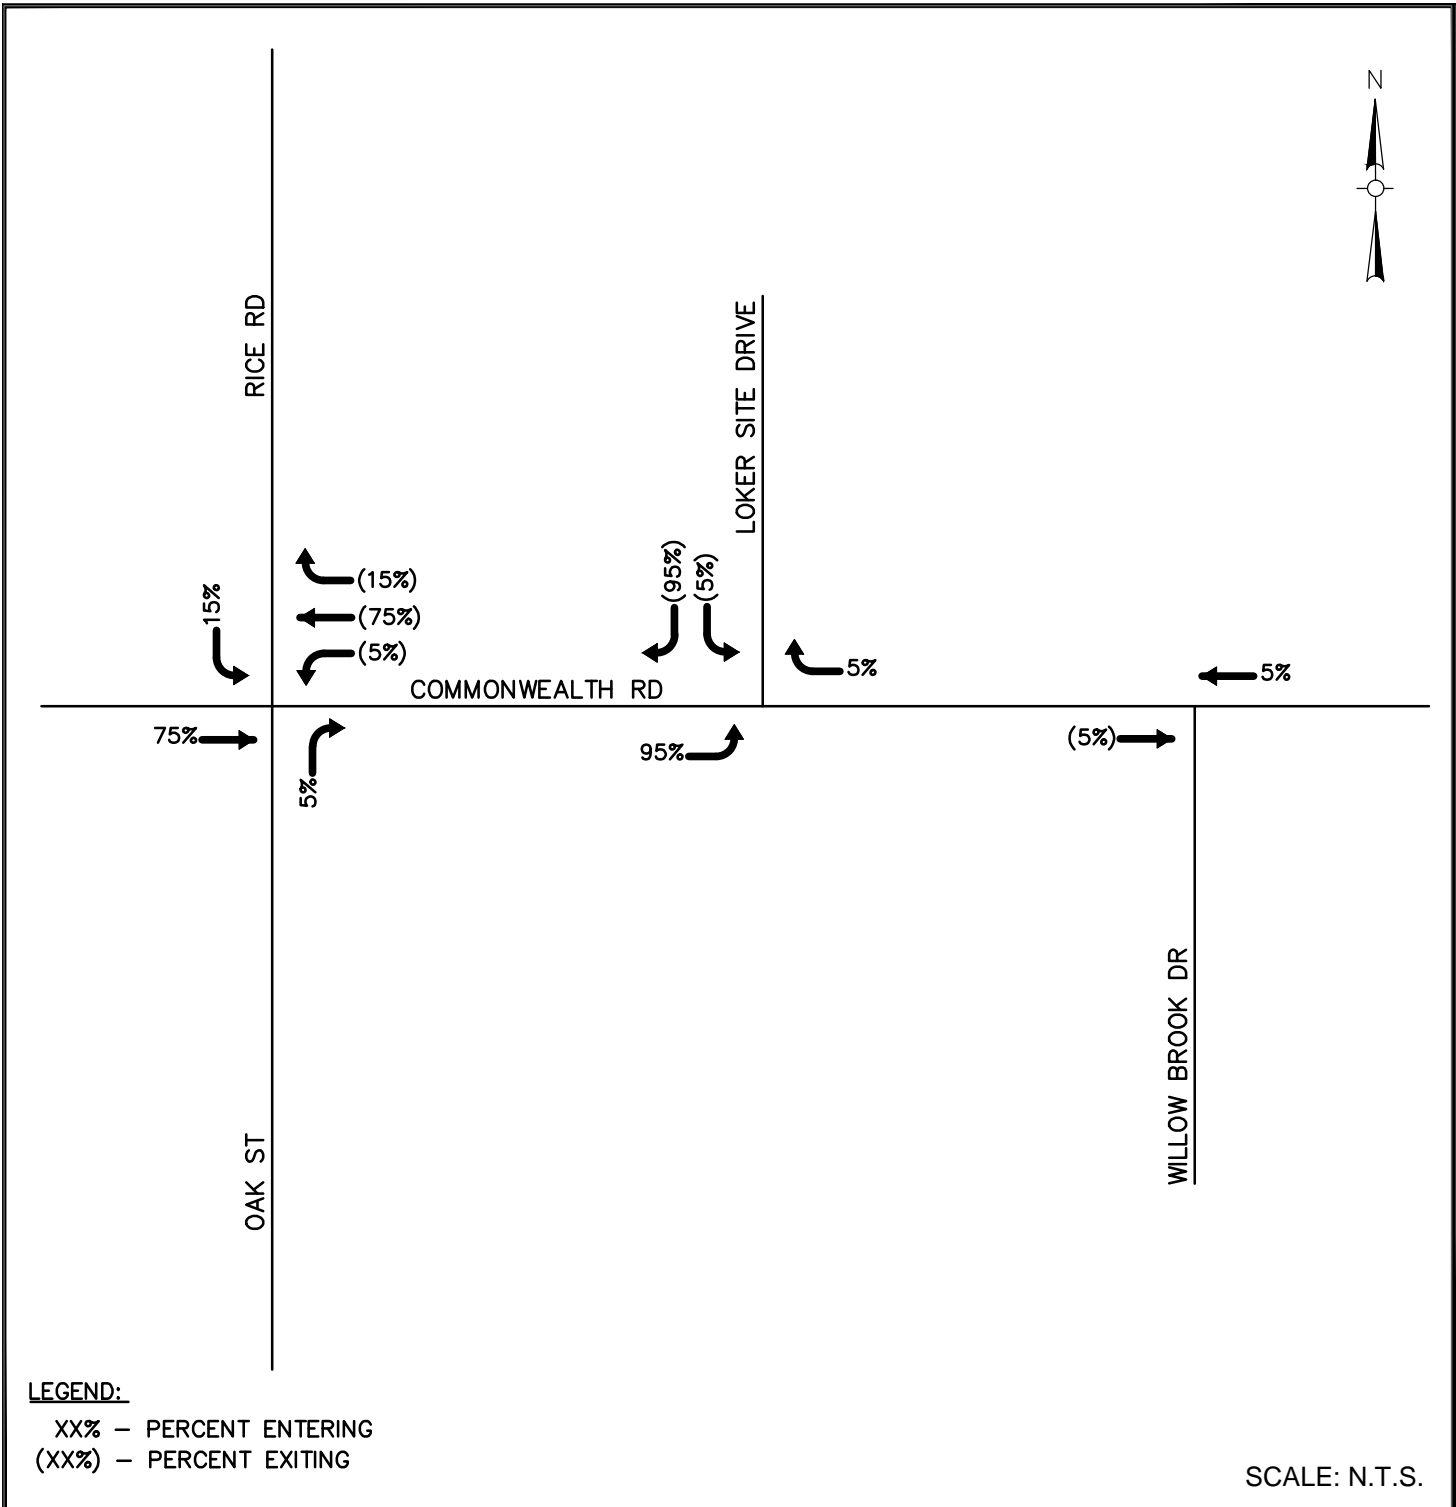 N
RICE RD
LOKER SITE DRIVE
(15%)
(75%)
(5%)
15%
(95%)
(5%)
5%
5%
COMMONWEALTH RD
75%
5%
95%
(5%)
WILLOW BROOK DR
OAK ST
LEGEND:
XX% – PERCENT ENTERING
(XX%) – PERCENT EXITING
SCALE: N.T.S.